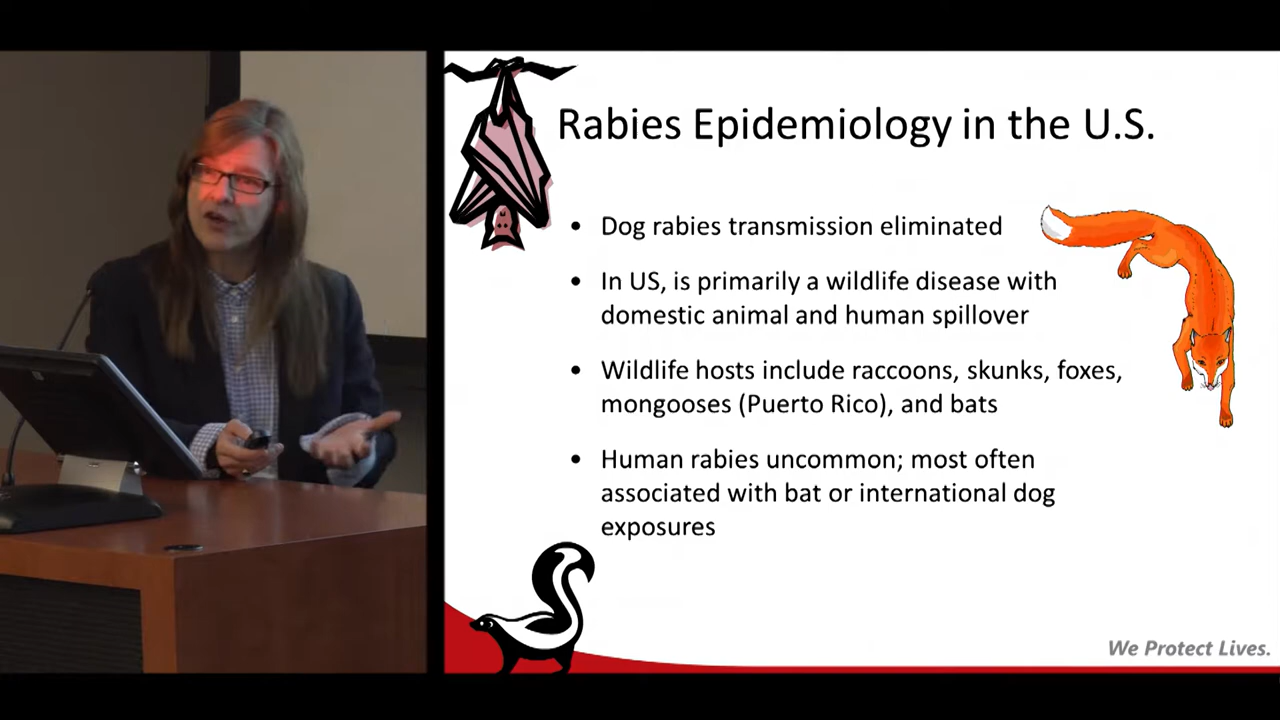 Rabies Epidemiology in the U.S.
• Dog rabies transmission eliminated
• In US, is primarily a wildlife disease with
domestic animal and human spillover
• Wildlife hosts include raccoons, skunks, foxes,
mongooses (Puerto Rico), and bats
• Human rabies uncommon; most often
associated with bat or international dog
exposures
We Protect Lives.